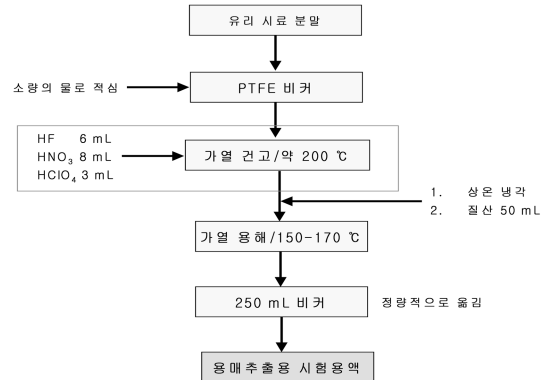 유리 시료 분말
소량의 물로 적심
PTFE 비커
HF 6 mL
HNO₃ 8 mL
HClO₄ 3 mL
가열 건고/약 200 ℃
1. 상온 냉각
2. 질산 50 mL
가열 용해/150-170 ℃
250 mL 비커
정량적으로 옮김
용매추출용 시험용액